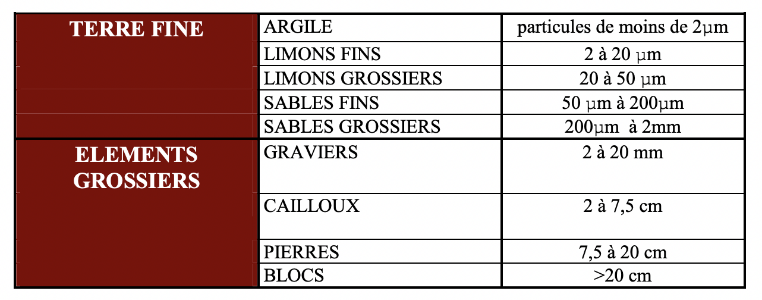 TERRE FINE ARGILE particules de moins de 2µm
LIMONS FINS 2 à 20 µm
LIMONS GROSSIERS 20 à 50 µm
SABLES FINS 50 µm à 200µm
SABLES GROSSIERS 200µm à 2mm
ELEMENTS GRAVIERS 2 à 20 mm
GROSSIERS
CAILLOUX 2 à 7,5 cm
PIERRES 7,5 à 20 cm
BLOCS >20 cm